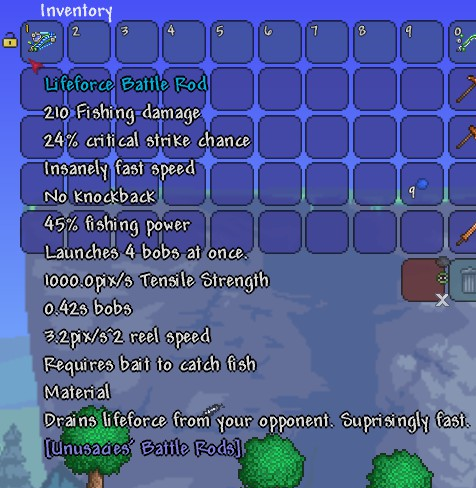 Inventory
1 2 3 4 5 6 7 8 9 0
Lifeforce Battle Rod
210 Fishing damage
24% critical strike chance
Insanely fast speed
No knockback
9
45% fishing power
Launches 4 bobs at once.
1000.0pix/s Tensile Strength
0.42s bobs
3.2pix/s^2 reel speed
Requires bait to catch fish
Material
Drains lifeforce from your opponent. Suprisingly fast.
[Unusacies' Battle Rods]